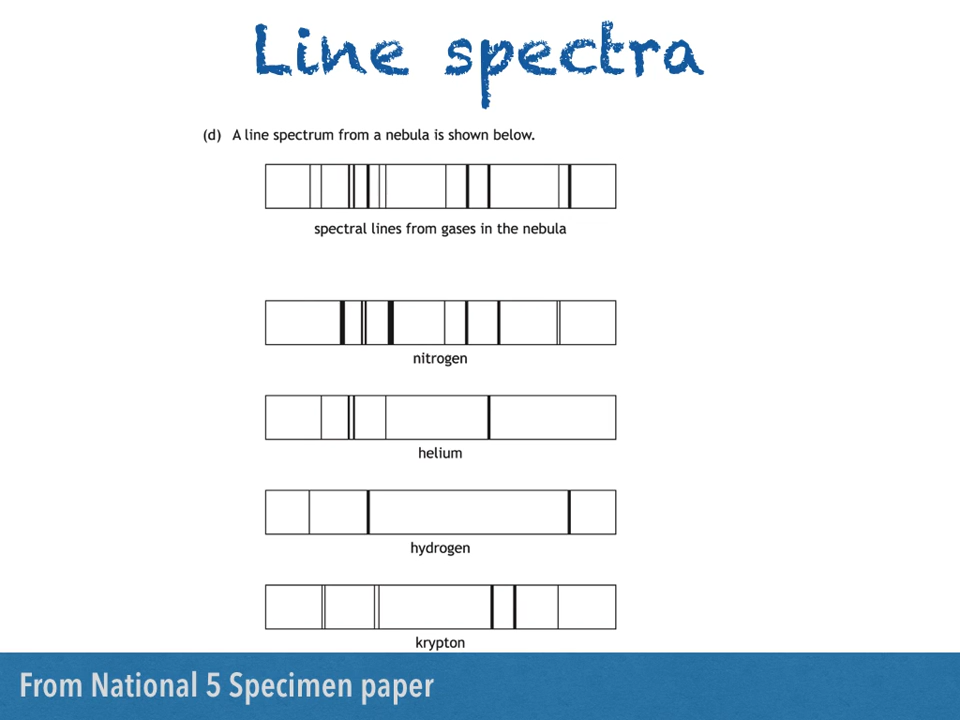 Line spectra
(d) A line spectrum from a nebula is shown below.
spectral lines from gases in the nebula
nitrogen
helium
hydrogen
krypton
From National 5 Specimen paper